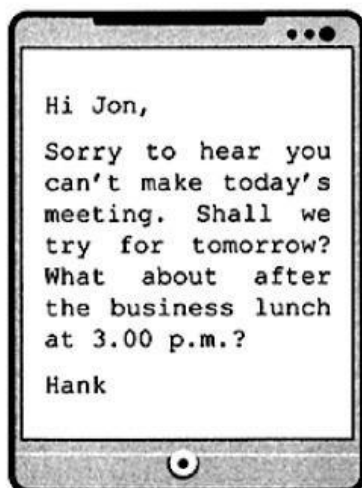 Hi Jon,
Sorry to hear you
can't make today's
meeting. Shall we
try for tomorrow?
What about after
the business lunch
at 3.00 p.m.?
Hank